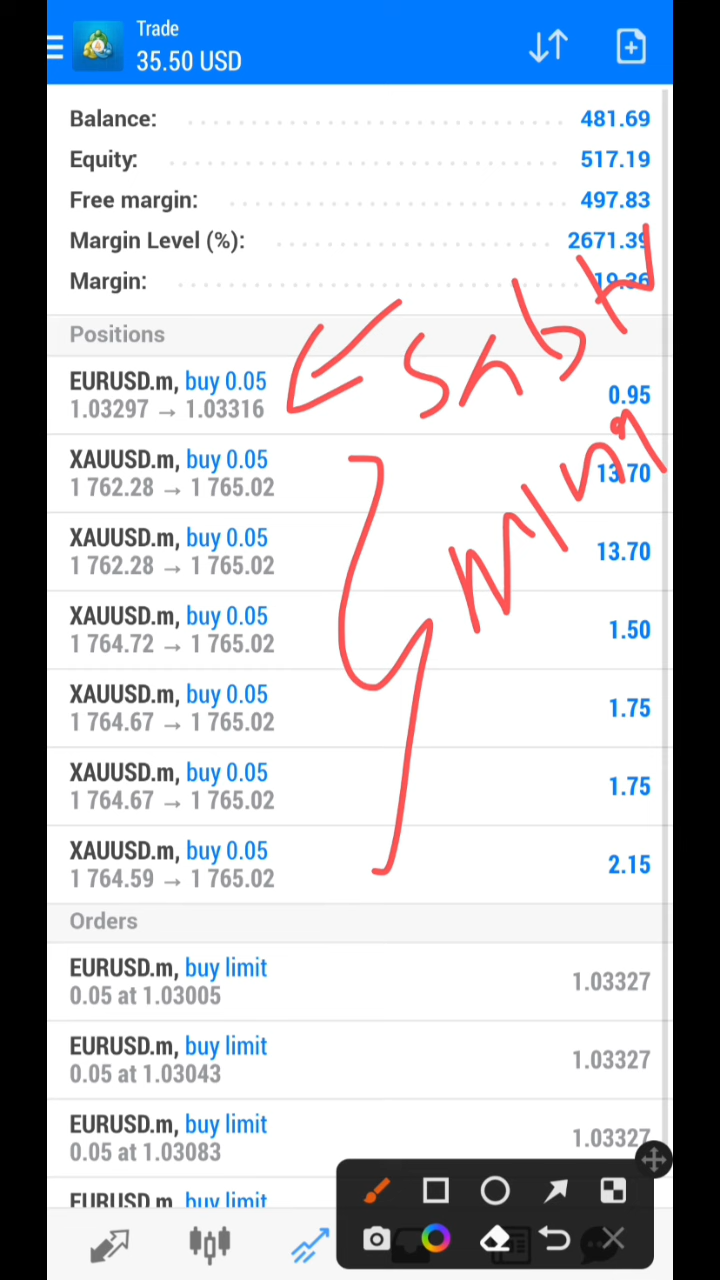 Trade
35.50 USD
Balance: 481.69
Equity: 517.19
Free margin: 497.83
Margin Level (%): 2671.39
Margin: 19.36
Positions
EURUSD.m, buy 0.05
1.03297 → 1.03316 0.95
XAUUSD.m, buy 0.05
1 762.28 → 1 765.02 13.70
XAUUSD.m, buy 0.05
1 762.28 → 1 765.02 13.70
XAUUSD.m, buy 0.05
1 764.72 → 1 765.02 1.50
XAUUSD.m, buy 0.05
1 764.67 → 1 765.02 1.75
XAUUSD.m, buy 0.05
1 764.67 → 1 765.02 1.75
XAUUSD.m, buy 0.05
1 764.59 → 1 765.02 2.15
Orders
EURUSD.m, buy limit
0.05 at 1.03005 1.03327
EURUSD.m, buy limit
0.05 at 1.03043 1.03327
EURUSD.m, buy limit
0.05 at 1.03083 1.03327
EURUSD.m, buy limit